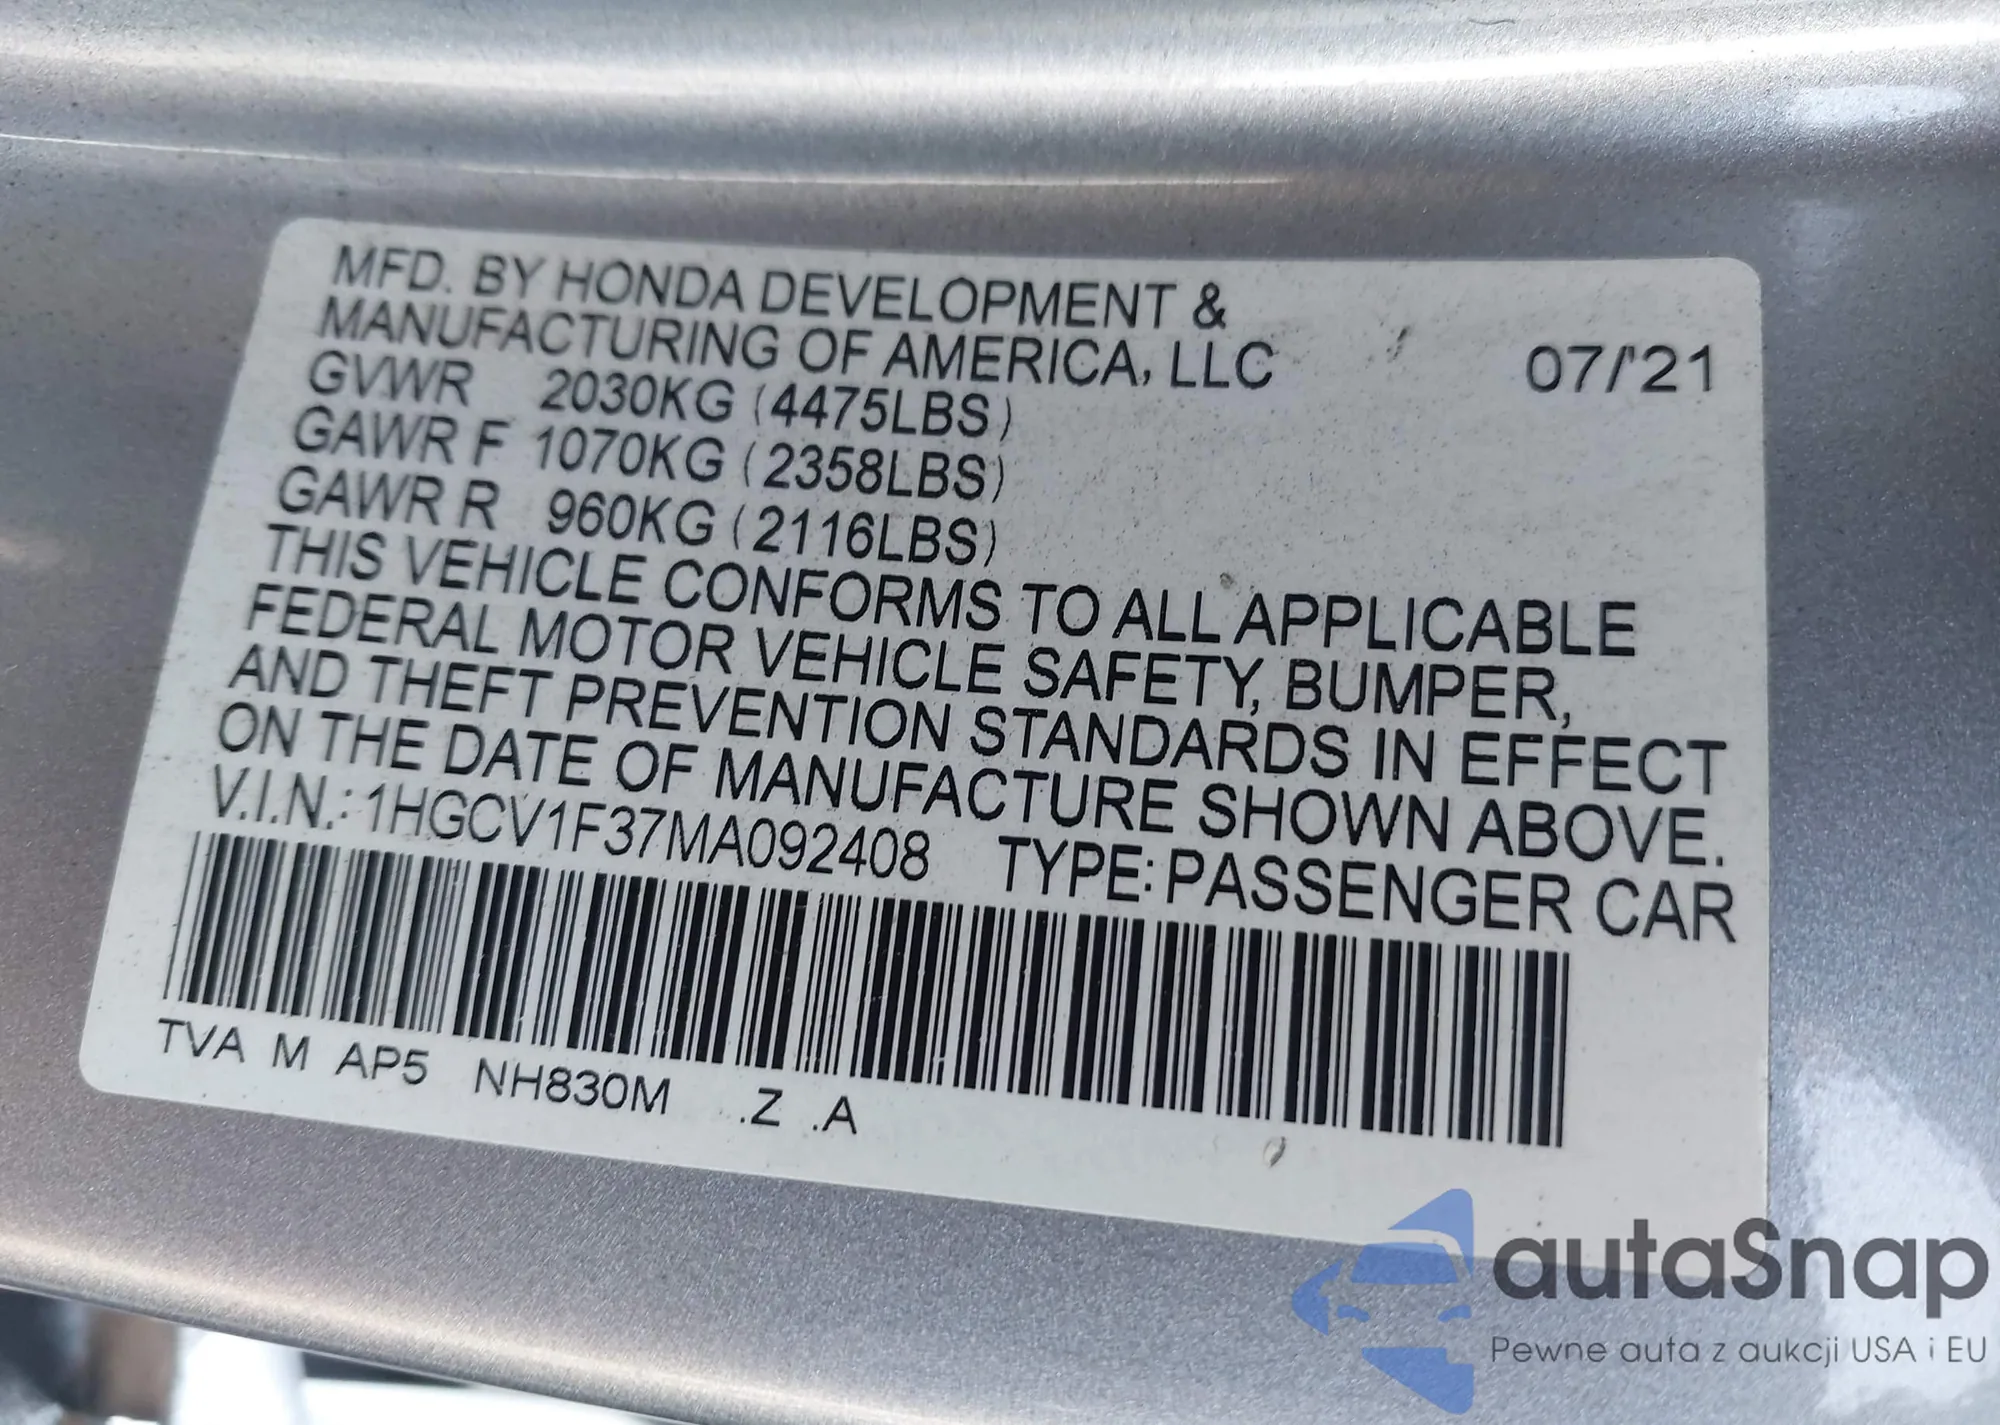 MFD. BY HONDA DEVELOPMENT &
MANUFACTURING OF AMERICA, LLC 07/'21
GVWR 2030KG (4475LBS)
GAWR F 1070KG (2358LBS)
GAWR R 960KG (2116LBS)
THIS VEHICLE CONFORMS TO ALL APPLICABLE
FEDERAL MOTOR VEHICLE SAFETY, BUMPER,
AND THEFT PREVENTION STANDARDS IN EFFECT
ON THE DATE OF MANUFACTURE SHOWN ABOVE.
V.I.N.: 1HGCV1F37MA092408 TYPE: PASSENGER CAR
TVA M AP5 NH830M .Z .A
autaSnap
Pewne auta z aukcji USA i EU